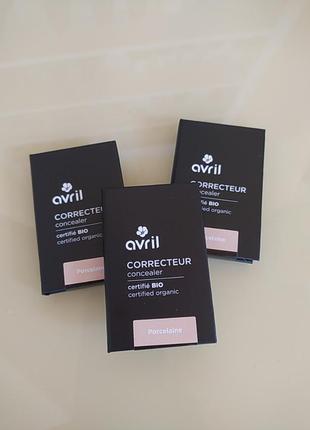 avril
CORRECTEUR
concealer
certifié BIO
certified organic
Porcelaine
avril
CORRECTEUR
concealer
certifié BIO
certified organic
avril
CORRECTEUR
concealer
certifié BIO
certified organic
Porcelaine